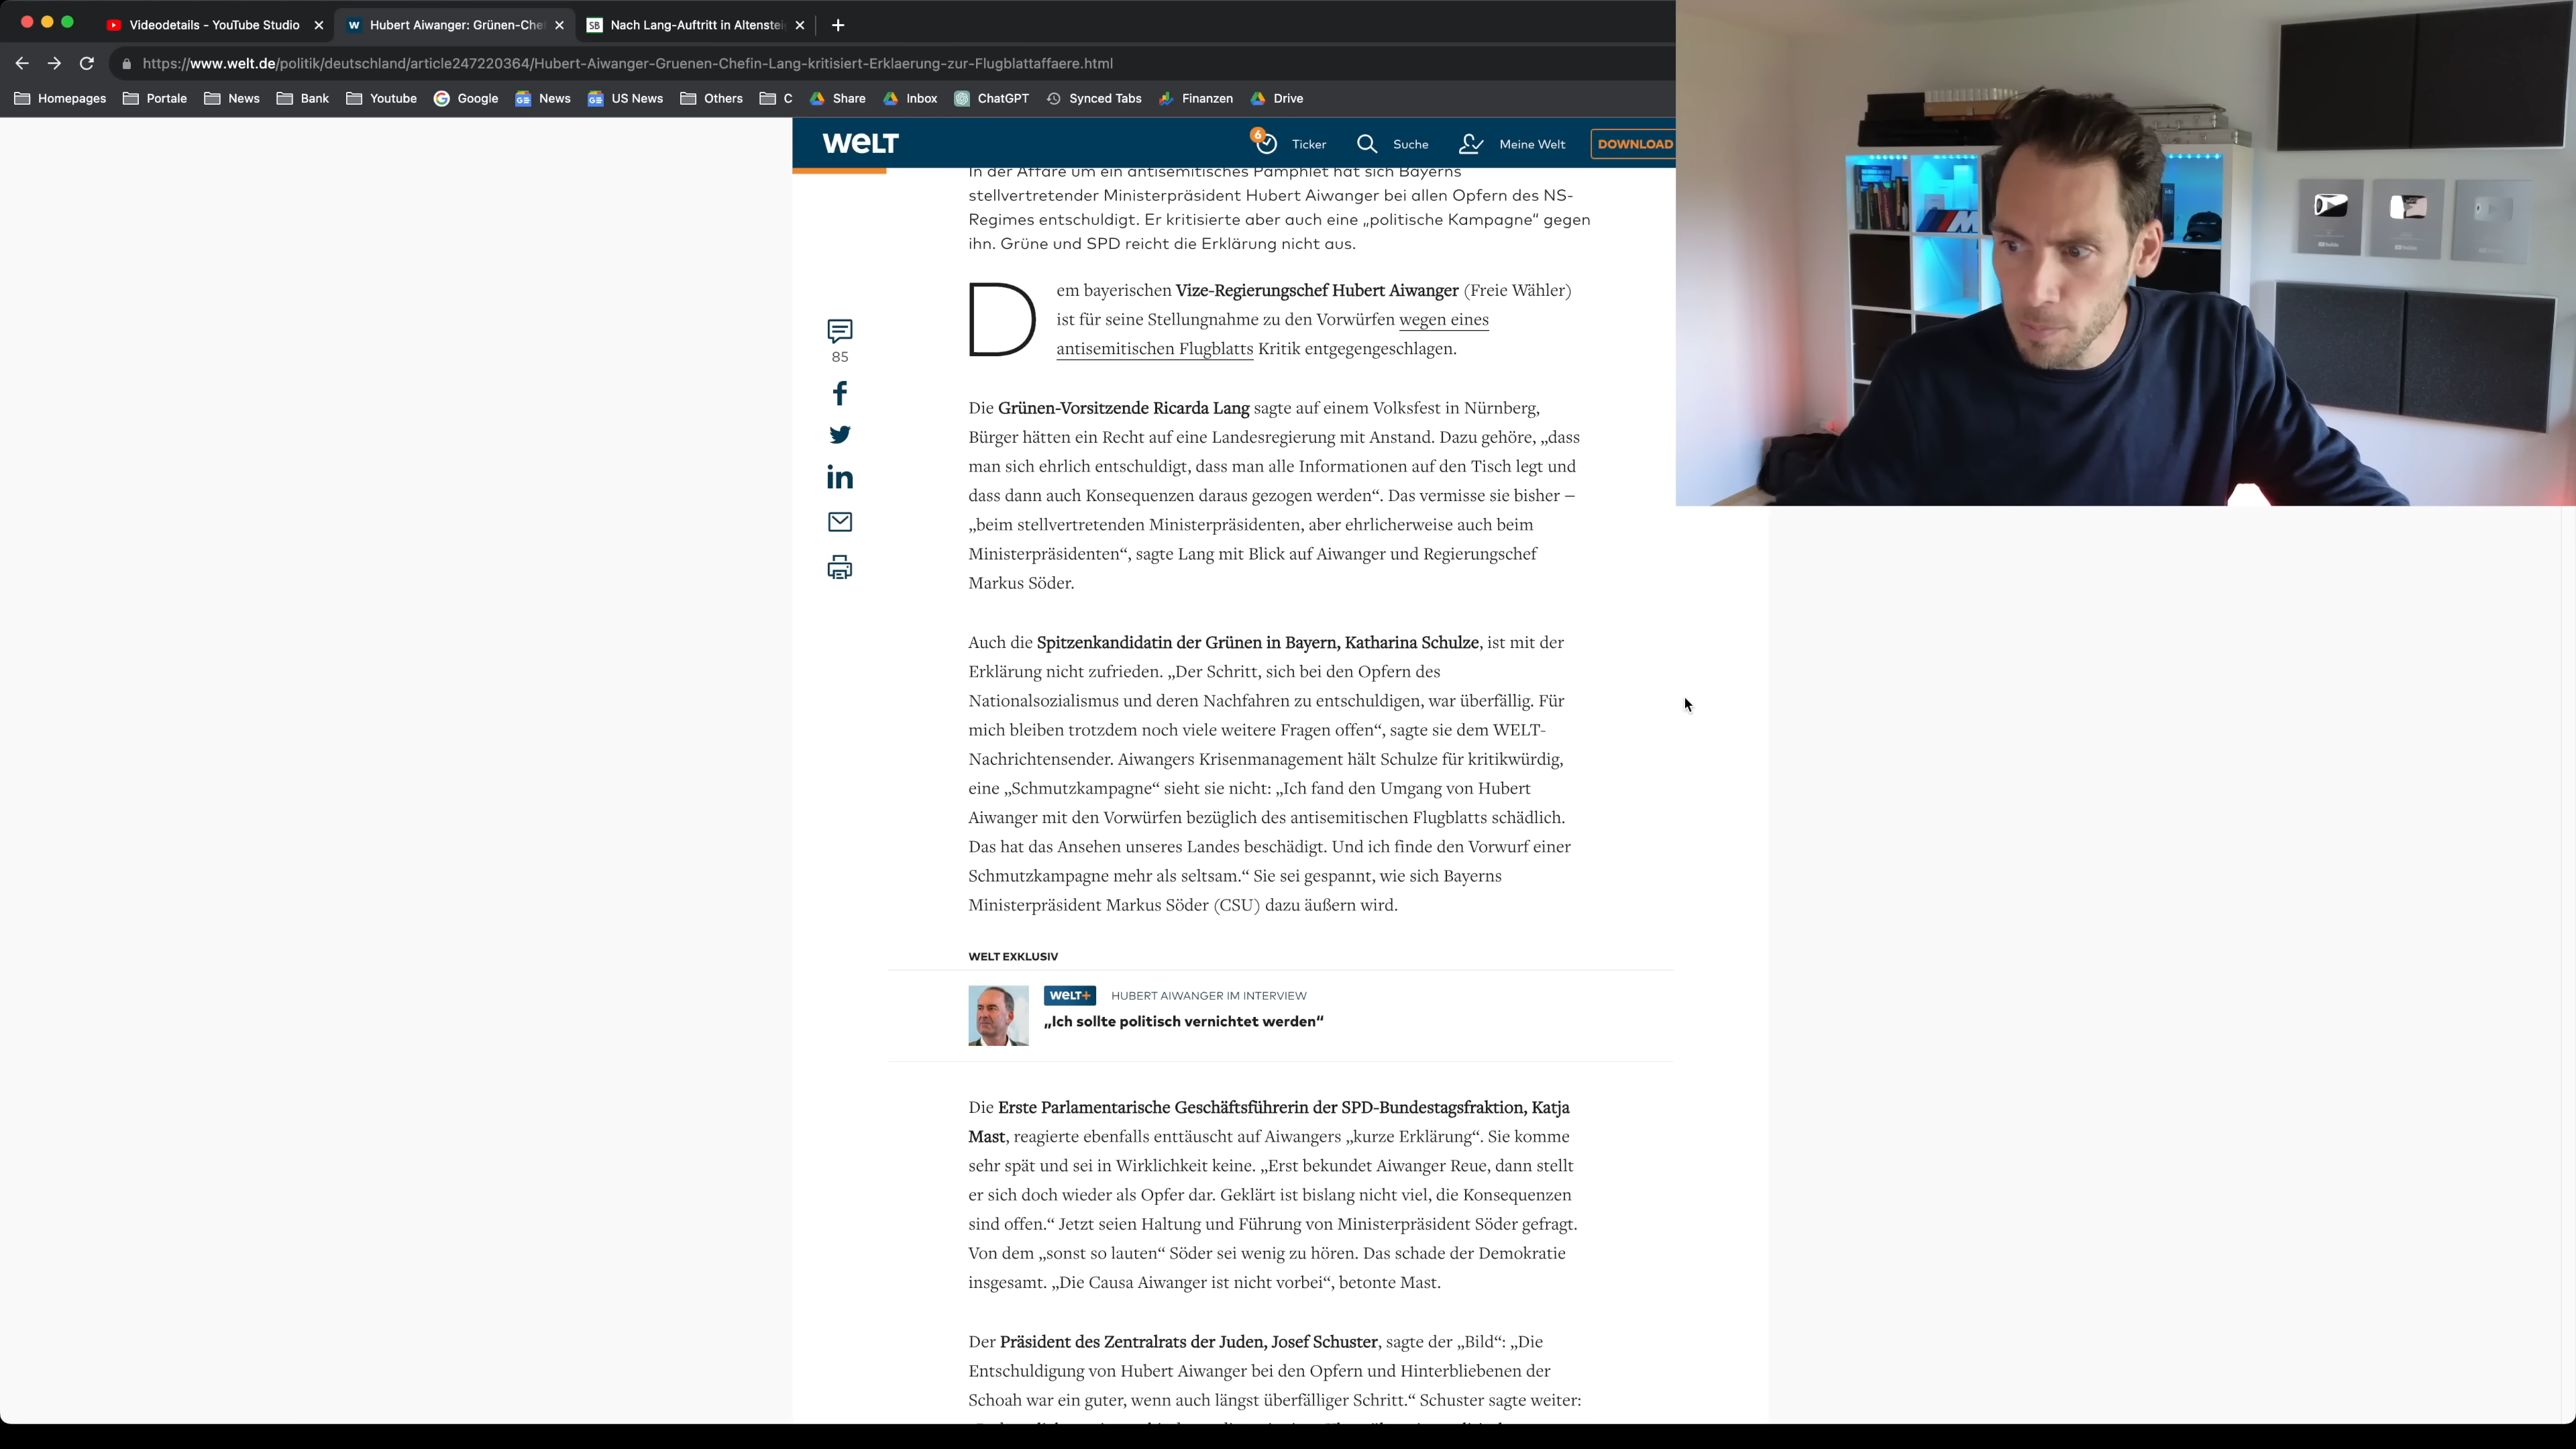 Videodetails - YouTube Studio
Hubert Aiwanger: Grünen-Che
Nach Lang-Auftritt in Altenstei
https://www.welt.de/politik/deutschland/article247220364/Hubert-Aiwanger-Gruenen-Chefin-Lang-kritisiert-Erklaerung-zur-Flugblattaffaere.html
Homepages Portale News Bank Youtube Google News US News Others C Share Inbox ChatGPT Synced Tabs Finanzen Drive
WELT
6
Ticker
Suche
Meine Welt
DOWNLOAD
In der Affäre um ein antisemitisches Pamphlet hat sich Bayerns
stellvertretender Ministerpräsident Hubert Aiwanger bei allen Opfern des NS-
Regimes entschuldigt. Er kritisierte aber auch eine „politische Kampagne“ gegen
ihn. Grüne und SPD reicht die Erklärung nicht aus.
Dem bayerischen Vize-Regierungschef Hubert Aiwanger (Freie Wähler)
ist für seine Stellungnahme zu den Vorwürfen wegen eines
antisemitischen Flugblatts Kritik entgegengeschlagen.
85
Die Grünen-Vorsitzende Ricarda Lang sagte auf einem Volksfest in Nürnberg,
Bürger hätten ein Recht auf eine Landesregierung mit Anstand. Dazu gehöre, „dass
man sich ehrlich entschuldigt, dass man alle Informationen auf den Tisch legt und
dass dann auch Konsequenzen daraus gezogen werden“. Das vermisse sie bisher –
„beim stellvertretenden Ministerpräsidenten, aber ehrlicherweise auch beim
Ministerpräsidenten“, sagte Lang mit Blick auf Aiwanger und Regierungschef
Markus Söder.
Auch die Spitzenkandidatin der Grünen in Bayern, Katharina Schulze, ist mit der
Erklärung nicht zufrieden. „Der Schritt, sich bei den Opfern des
Nationalsozialismus und deren Nachfahren zu entschuldigen, war überfällig. Für
mich bleiben trotzdem noch viele weitere Fragen offen“, sagte sie dem WELT-
Nachrichtensender. Aiwangers Krisenmanagement hält Schulze für kritikwürdig,
eine „Schmutzkampagne“ sieht sie nicht: „Ich fand den Umgang von Hubert
Aiwanger mit den Vorwürfen bezüglich des antisemitischen Flugblatts schädlich.
Das hat das Ansehen unseres Landes beschädigt. Und ich finde den Vorwurf einer
Schmutzkampagne mehr als seltsam.“ Sie sei gespannt, wie sich Bayerns
Ministerpräsident Markus Söder (CSU) dazu äußern wird.
WELT EXKLUSIV
WELT+ HUBERT AIWANGER IM INTERVIEW
„Ich sollte politisch vernichtet werden“
Die Erste Parlamentarische Geschäftsführerin der SPD-Bundestagsfraktion, Katja
Mast, reagierte ebenfalls enttäuscht auf Aiwangers „kurze Erklärung“. Sie komme
sehr spät und sei in Wirklichkeit keine. „Erst bekundet Aiwanger Reue, dann stellt
er sich doch wieder als Opfer dar. Geklärt ist bislang nicht viel, die Konsequenzen
sind offen.“ Jetzt seien Haltung und Führung von Ministerpräsident Söder gefragt.
Von dem „sonst so lauten“ Söder sei wenig zu hören. Das schade der Demokratie
insgesamt. „Die Causa Aiwanger ist nicht vorbei“, betonte Mast.
Der Präsident des Zentralrats der Juden, Josef Schuster, sagte der „Bild“: „Die
Entschuldigung von Hubert Aiwanger bei den Opfern und Hinterbliebenen der
Schoah war ein guter, wenn auch längst überfälliger Schritt.“ Schuster sagte weiter: